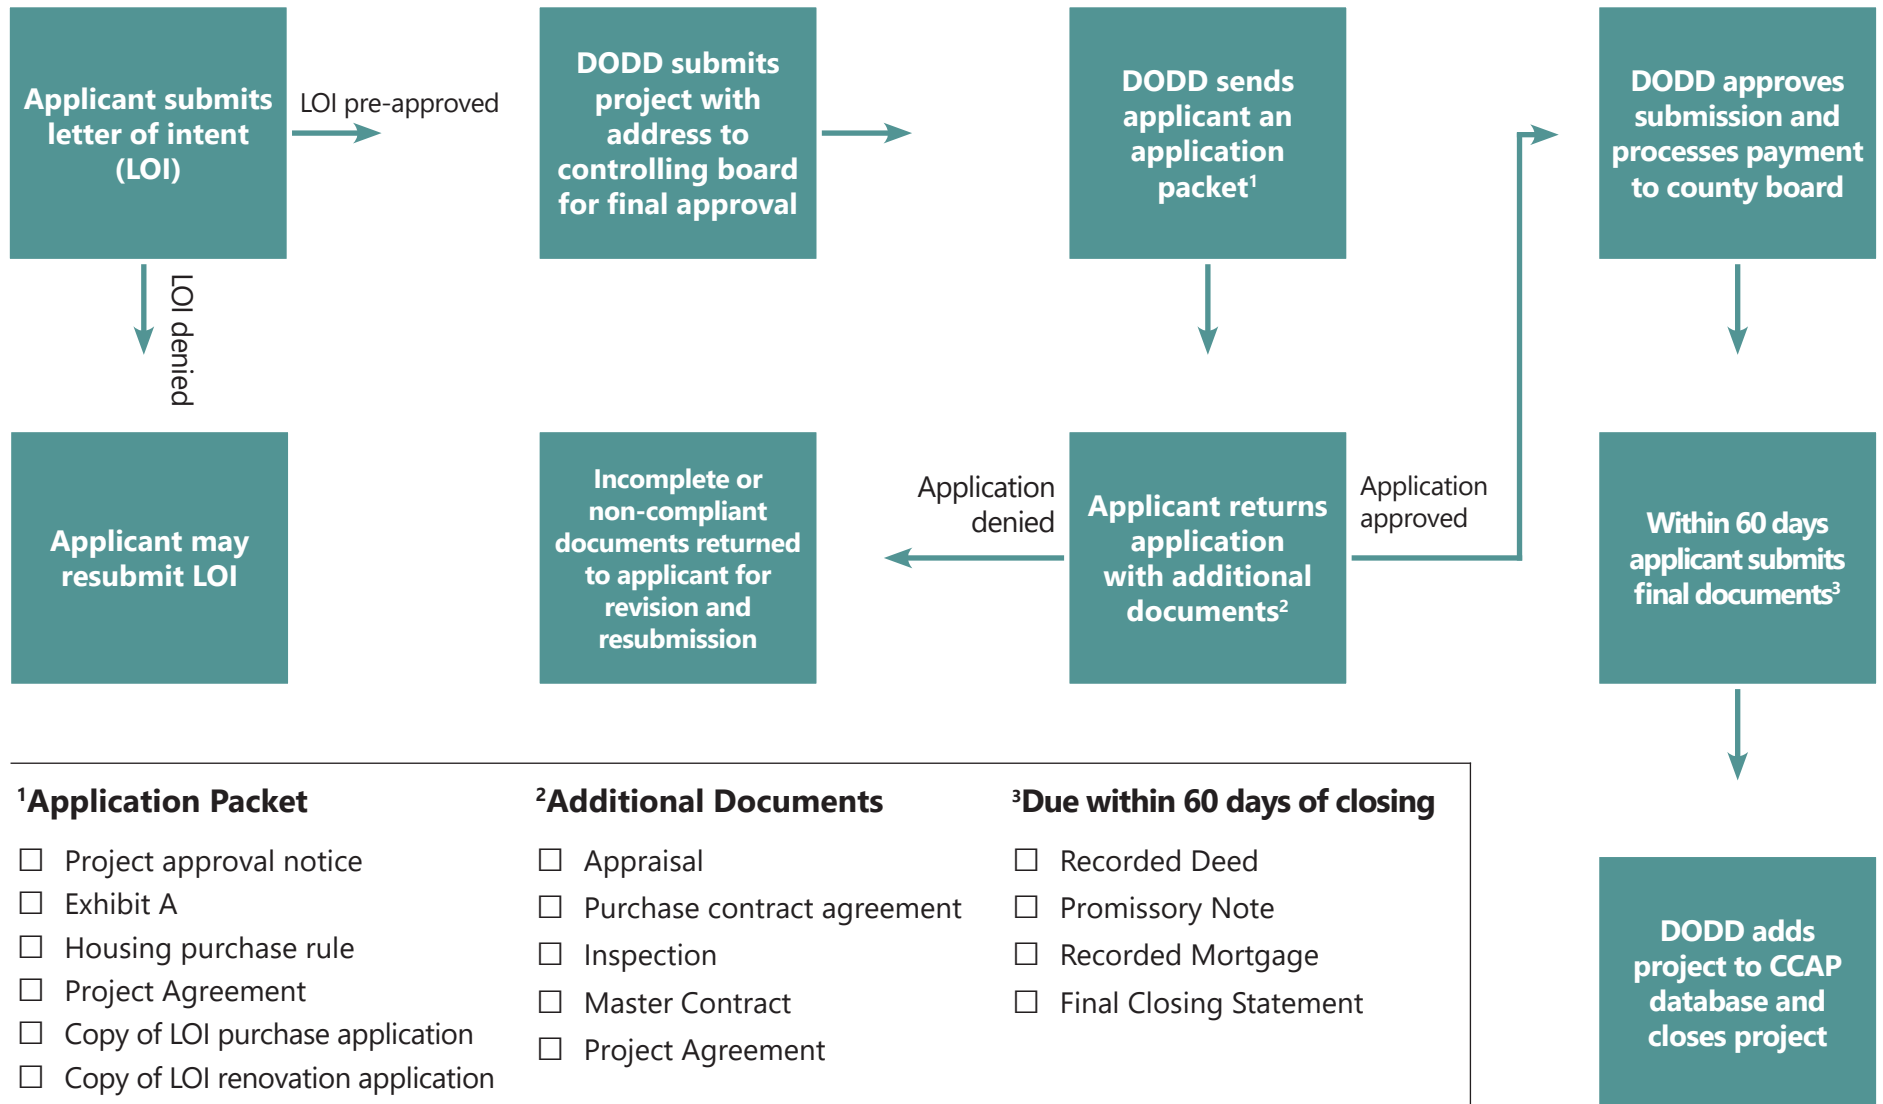 Applicant submits
letter of intent
(LOI)
LOI pre-approved
DODD submits
project with
address to
controlling board
for final approval
DODD sends
applicant an
application
packet¹
DODD approves
submission and
processes payment
to county board
LOI denied
Applicant may
resubmit LOI
Incomplete or
non-compliant
documents returned
to applicant for
revision and
resubmission
Application
denied
Applicant returns
application
with additional
documents²
Application
approved
Within 60 days
applicant submits
final documents³
¹Application Packet
☐ Project approval notice
☐ Exhibit A
☐ Housing purchase rule
☐ Project Agreement
☐ Copy of LOI purchase application
☐ Copy of LOI renovation application
²Additional Documents
☐ Appraisal
☐ Purchase contract agreement
☐ Inspection
☐ Master Contract
☐ Project Agreement
³Due within 60 days of closing
☐ Recorded Deed
☐ Promissory Note
☐ Recorded Mortgage
☐ Final Closing Statement
DODD adds
project to CCAP
database and
closes project